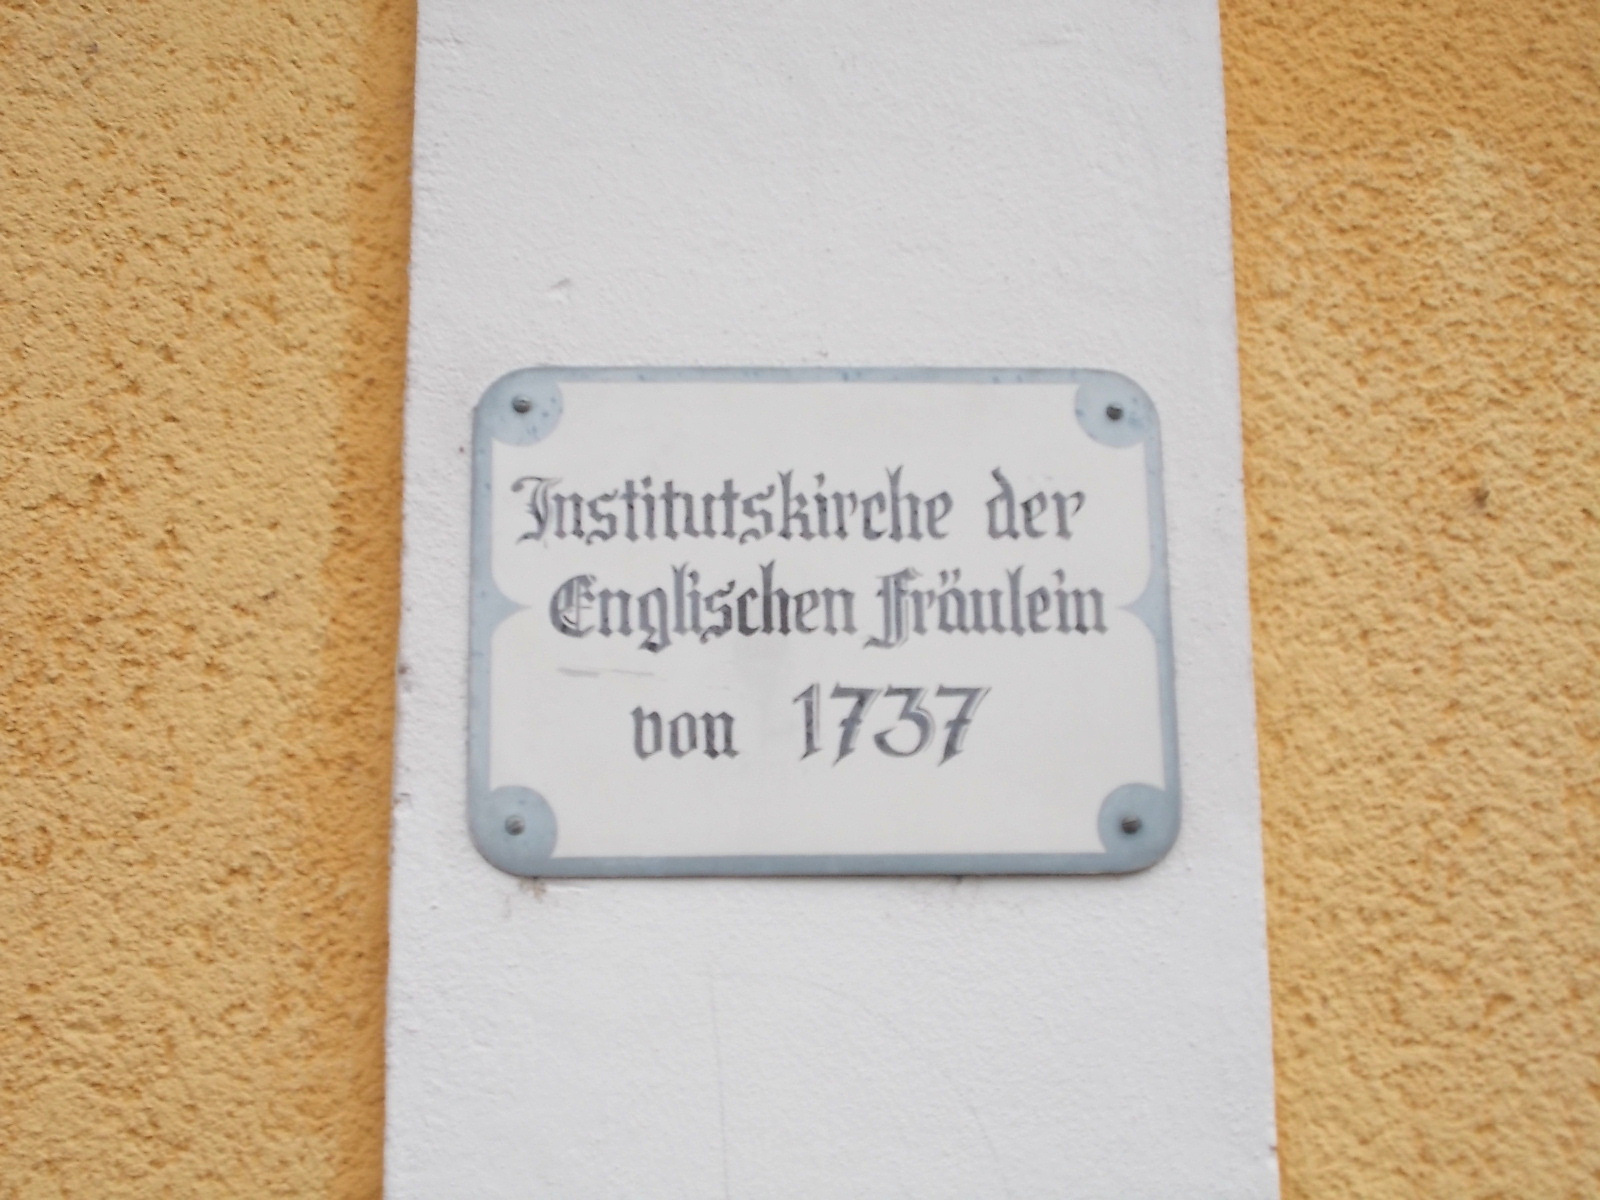 Institutskirche der
Englischen Fräulein
von 1737